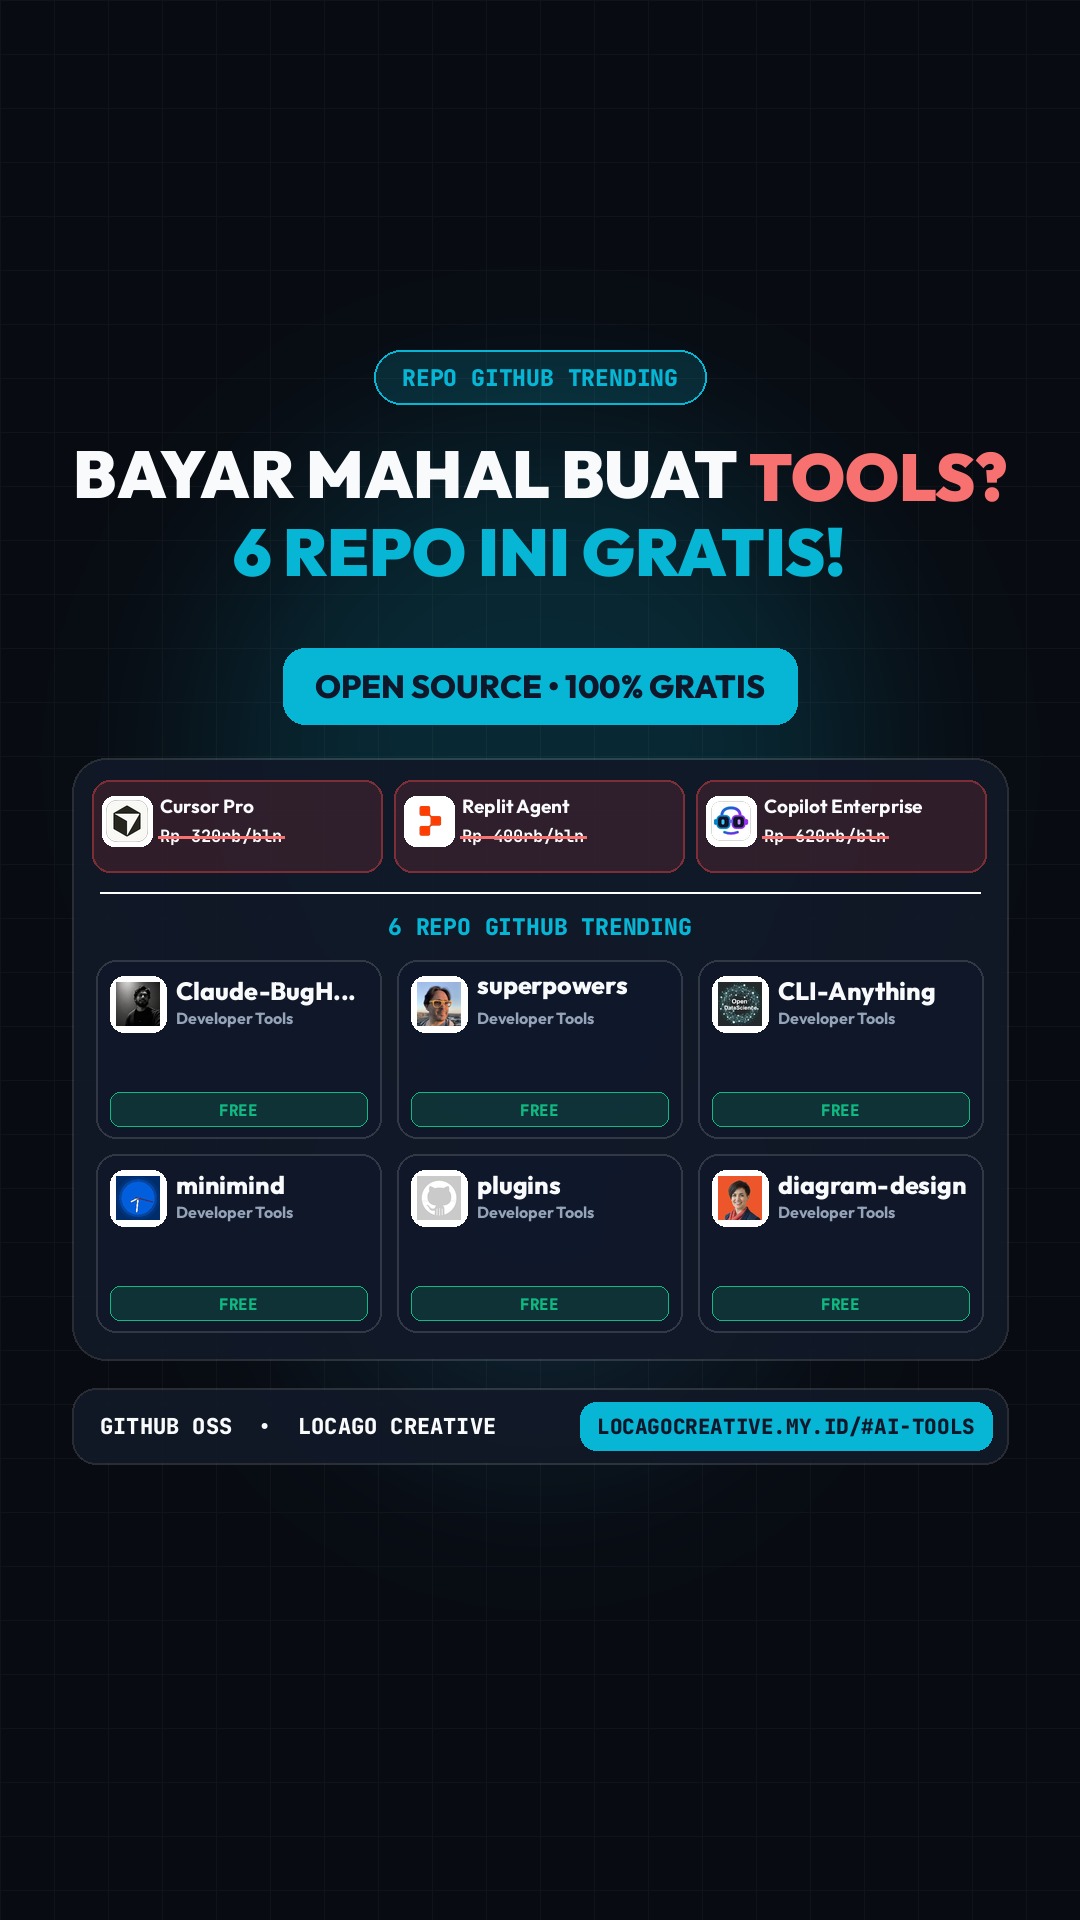 REPO GITHUB TRENDING
BAYAR MAHAL BUAT TOOLS?
6 REPO INI GRATIS!
OPEN SOURCE • 100% GRATIS
Cursor Pro
Rp 320rb/bln
Replit Agent
Rp 400rb/bln
Copilot Enterprise
Rp 620rb/bln
6 REPO GITHUB TRENDING
Claude-BugH...
Developer Tools
FREE
superpowers
Developer Tools
FREE
Open
DataScience
CLI-Anything
Developer Tools
FREE
minimind
Developer Tools
FREE
plugins
Developer Tools
FREE
diagram-design
Developer Tools
FREE
GITHUB OSS • LOCAGO CREATIVE
LOCAGOCREATIVE.MY.ID/#AI-TOOLS